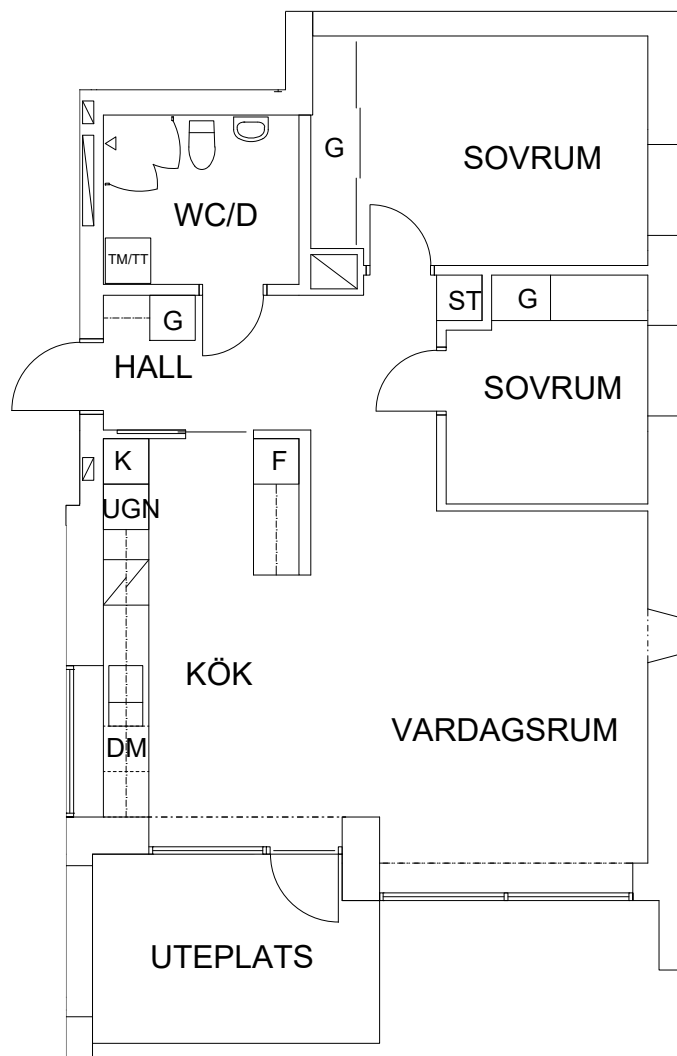 G
SOVRUM
WC/D
TM/TT
ST
G
G
HALL
SOVRUM
K
F
UGN
KÖK
VARDAGSRUM
DM
UTEPLATS